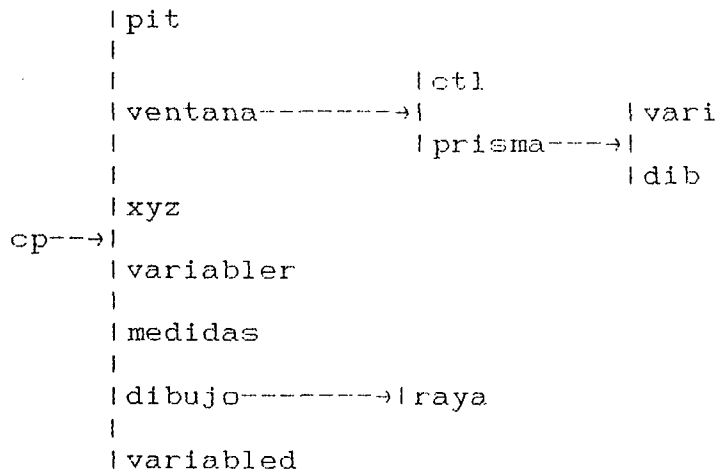 |pit
|
| |ctl
|ventana-------→| |vari
| |prisma----→|
| |dib
|xyz
cp--→|
|variabler
|
|medidas
|
|dibujo--------→|raya
|
|variabled